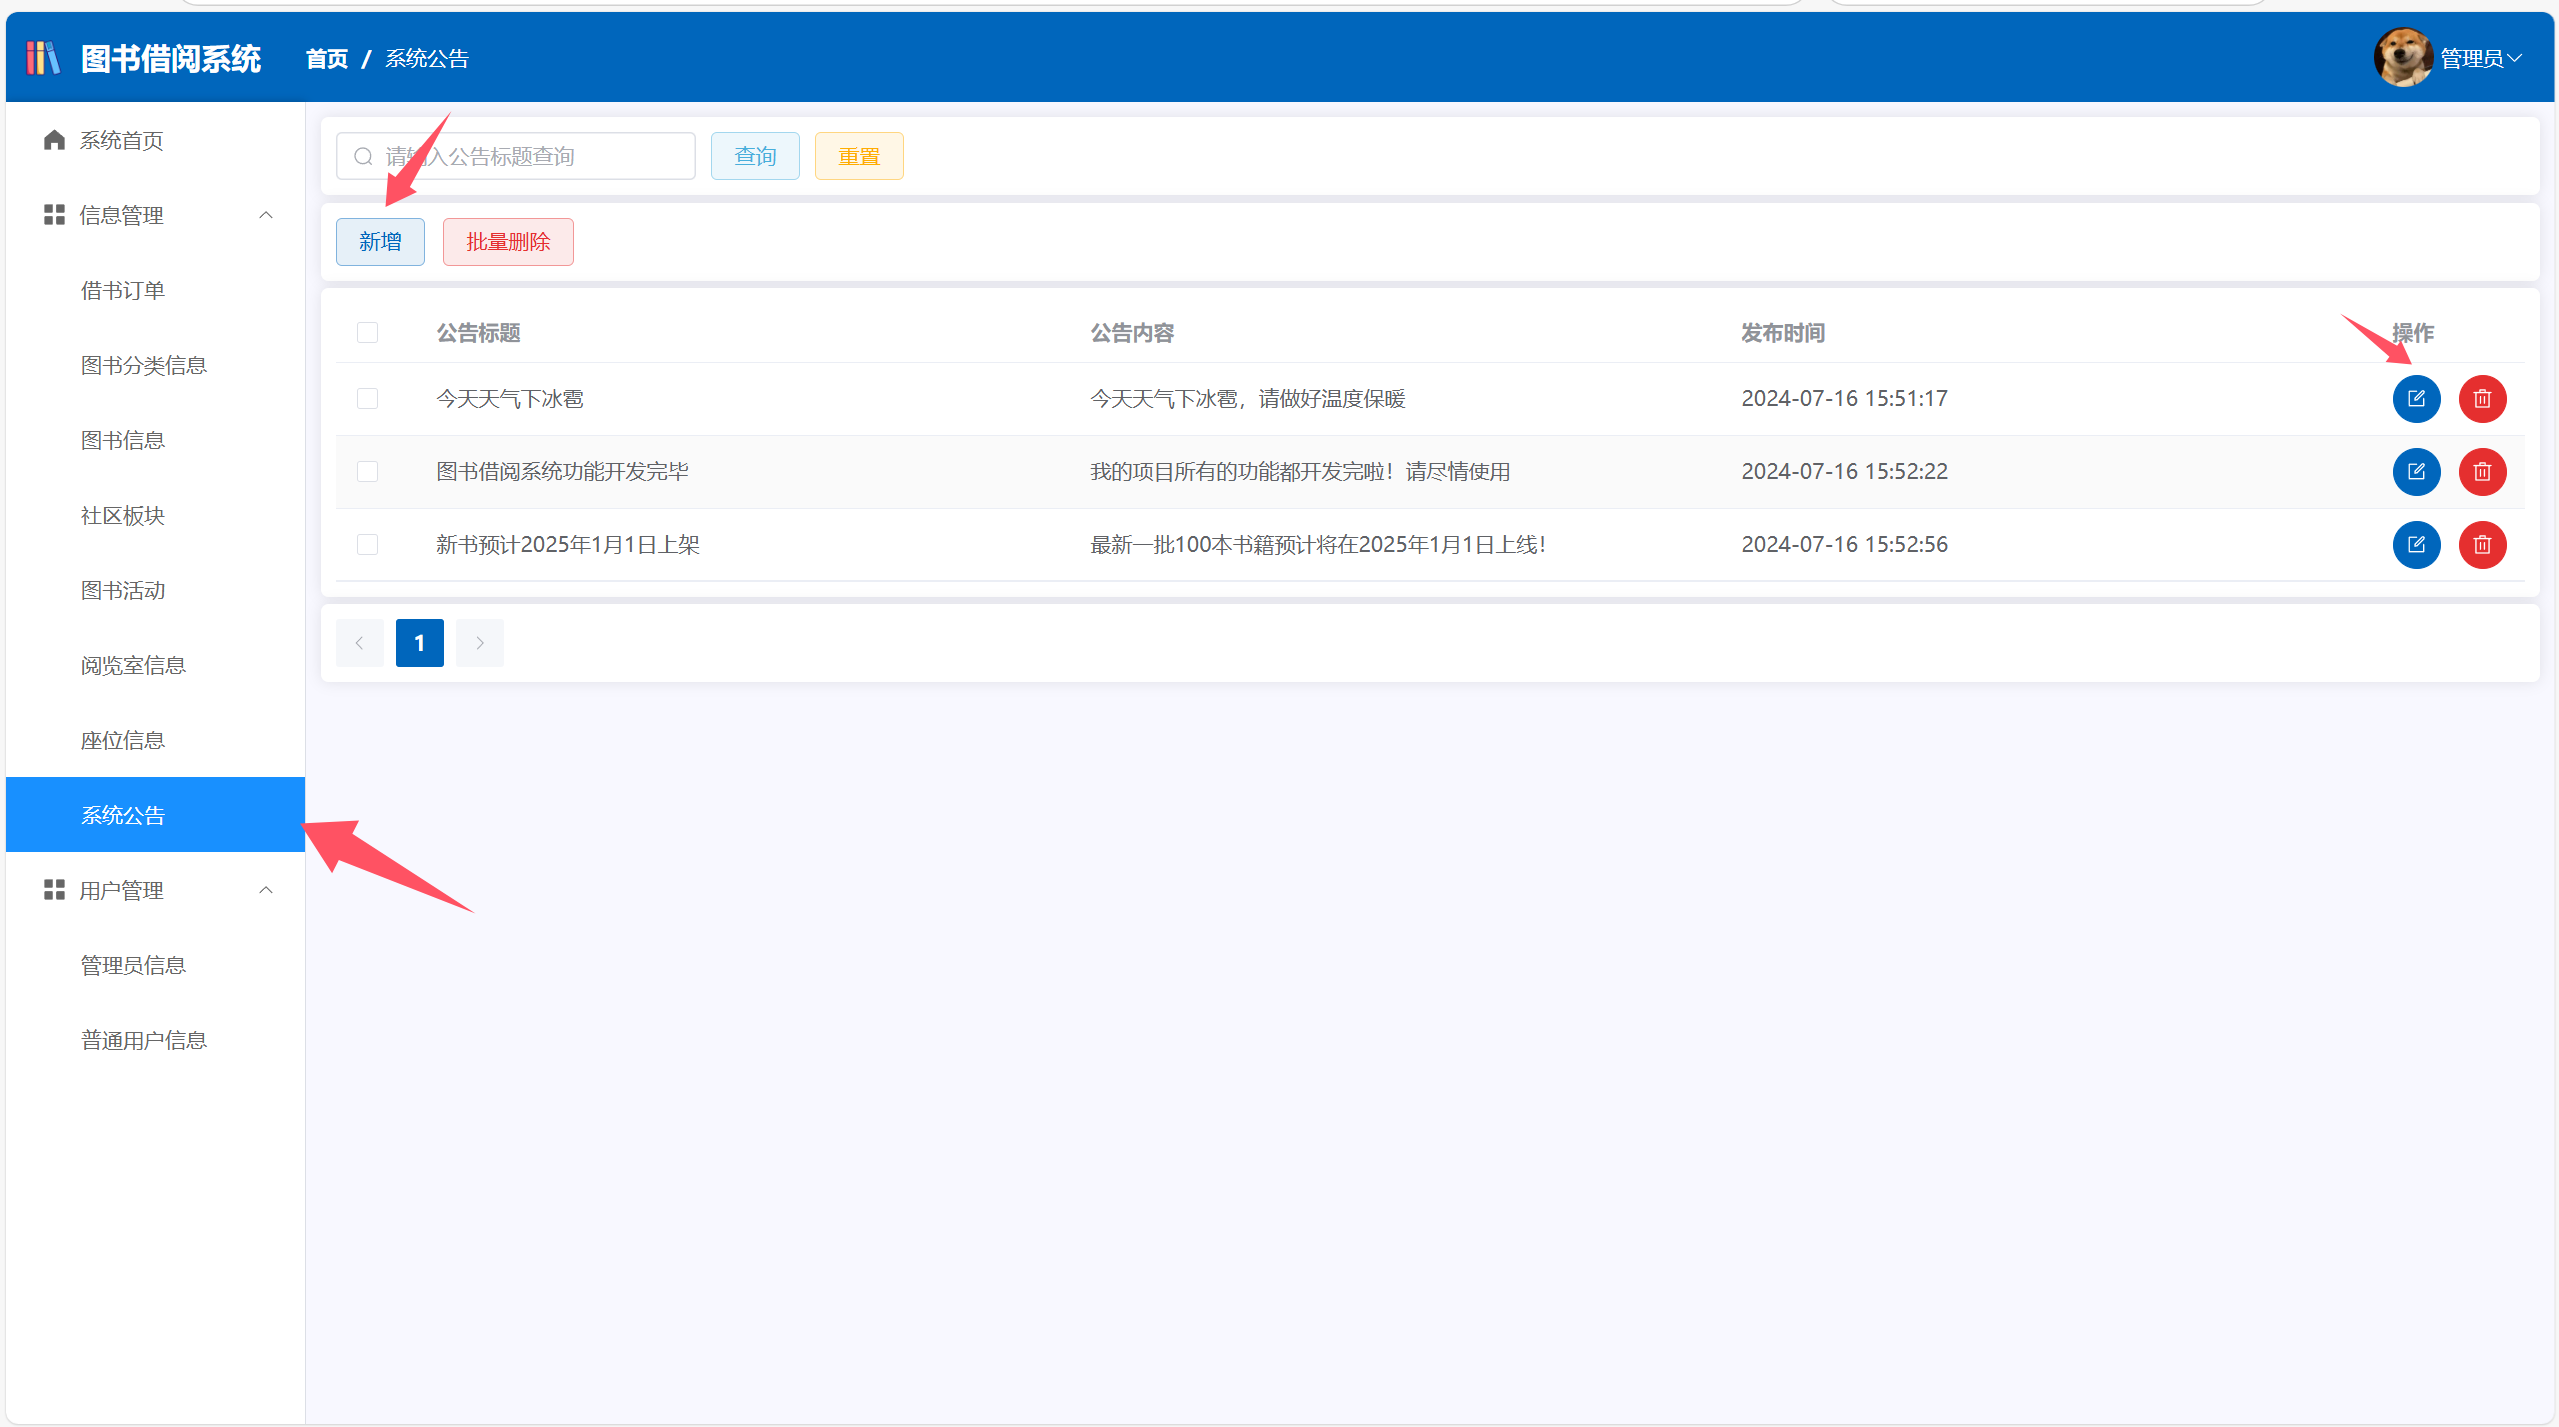 图书借阅系统
首页 / 系统公告
管理员
系统首页
信息管理
借书订单
图书分类信息
图书信息
社区板块
图书活动
阅览室信息
座位信息
系统公告
用户管理
管理员信息
普通用户信息
请输入公告标题查询
查询
重置
新增
批量删除
公告标题 公告内容 发布时间 操作
今天天气下冰雹 今天天气下冰雹，请做好温度保暖 2024-07-16 15:51:17
图书借阅系统功能开发完毕 我的项目所有的功能都开发完啦！请尽情使用 2024-07-16 15:52:22
新书预计2025年1月1日上架 最新一批100本书籍预计将在2025年1月1日上线！ 2024-07-16 15:52:56
1